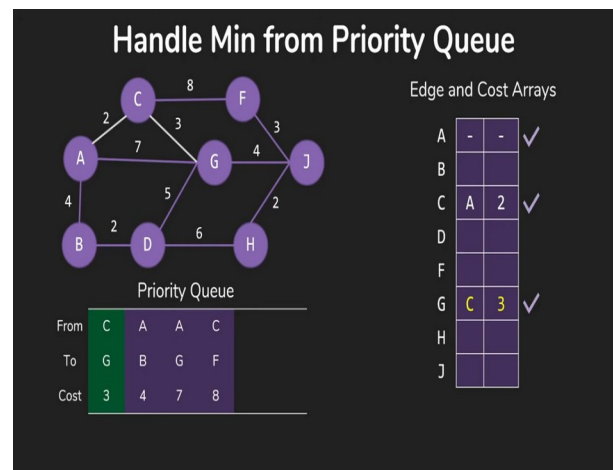 Handle Min from Priority Queue
Edge and Cost Arrays
C 8 F
2 3 3
A 7 G 4 J
4 5 2
B 2 D 6 H
Priority Queue
From C A A C
To G B G F
Cost 3 4 7 8
A - -
B
C A 2
D
F
G C 3
H
J